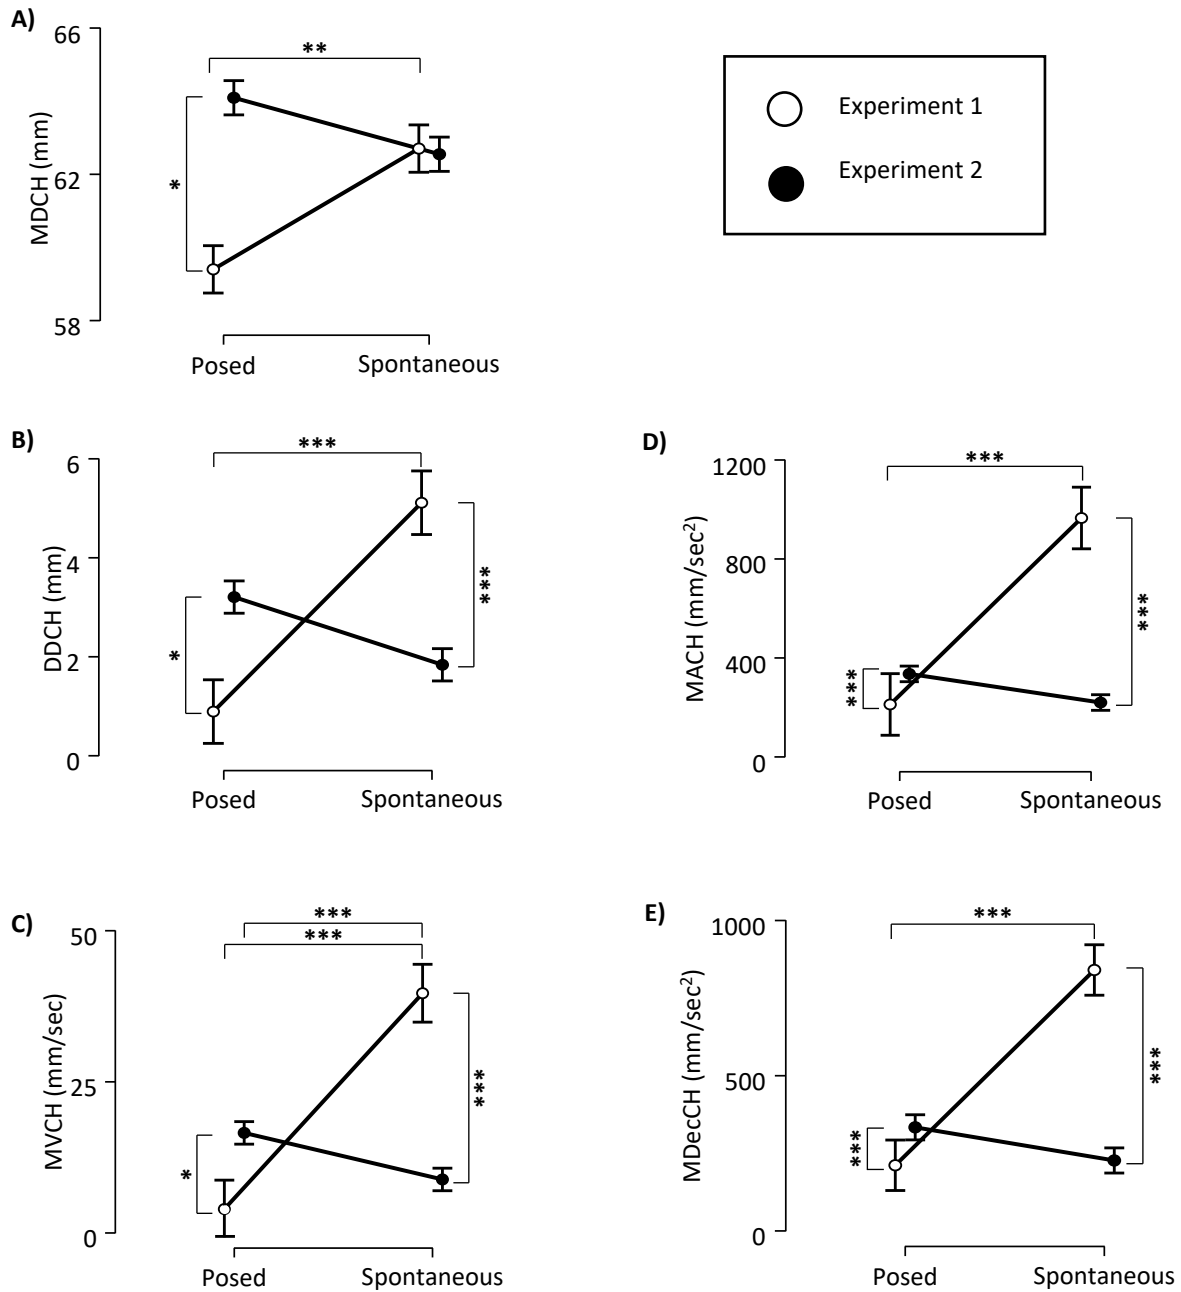 A)
66
62
58
MDCH (mm)
**
*
Posed
Spontaneous
Experiment 1
Experiment 2
B)
6
4
2
0
DDCH (mm)
***
*
***
Posed
Spontaneous
D)
1200
800
400
0
MACH (mm/sec²)
***
***
***
Posed
Spontaneous
C)
50
25
0
MVCH (mm/sec)
***
***
*
***
Posed
Spontaneous
E)
1000
500
0
MDecCH (mm/sec²)
***
***
***
Posed
Spontaneous